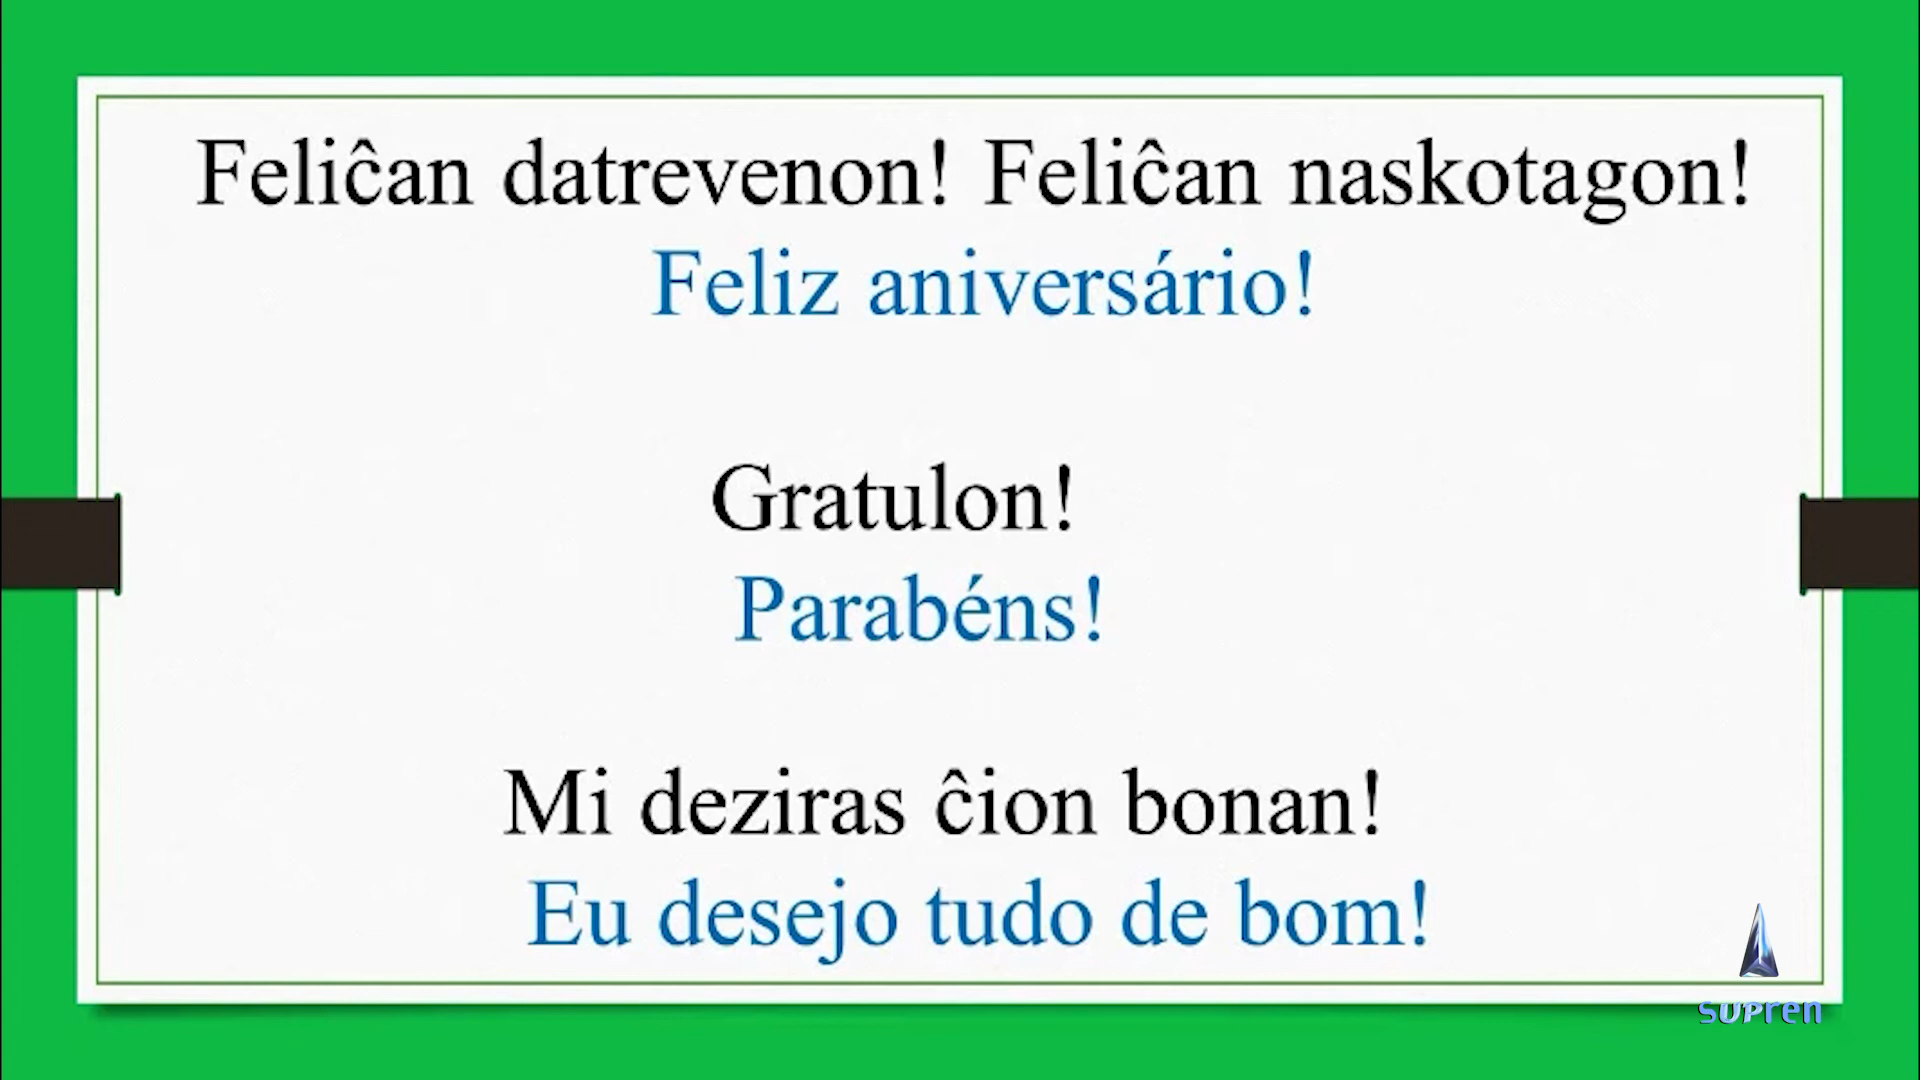 Feliĉan datrevenon! Feliĉan naskotagon!
Feliz aniversário!
Gratulon!
Parabéns!
Mi deziras ĉion bonan!
Eu desejo tudo de bom!
supren